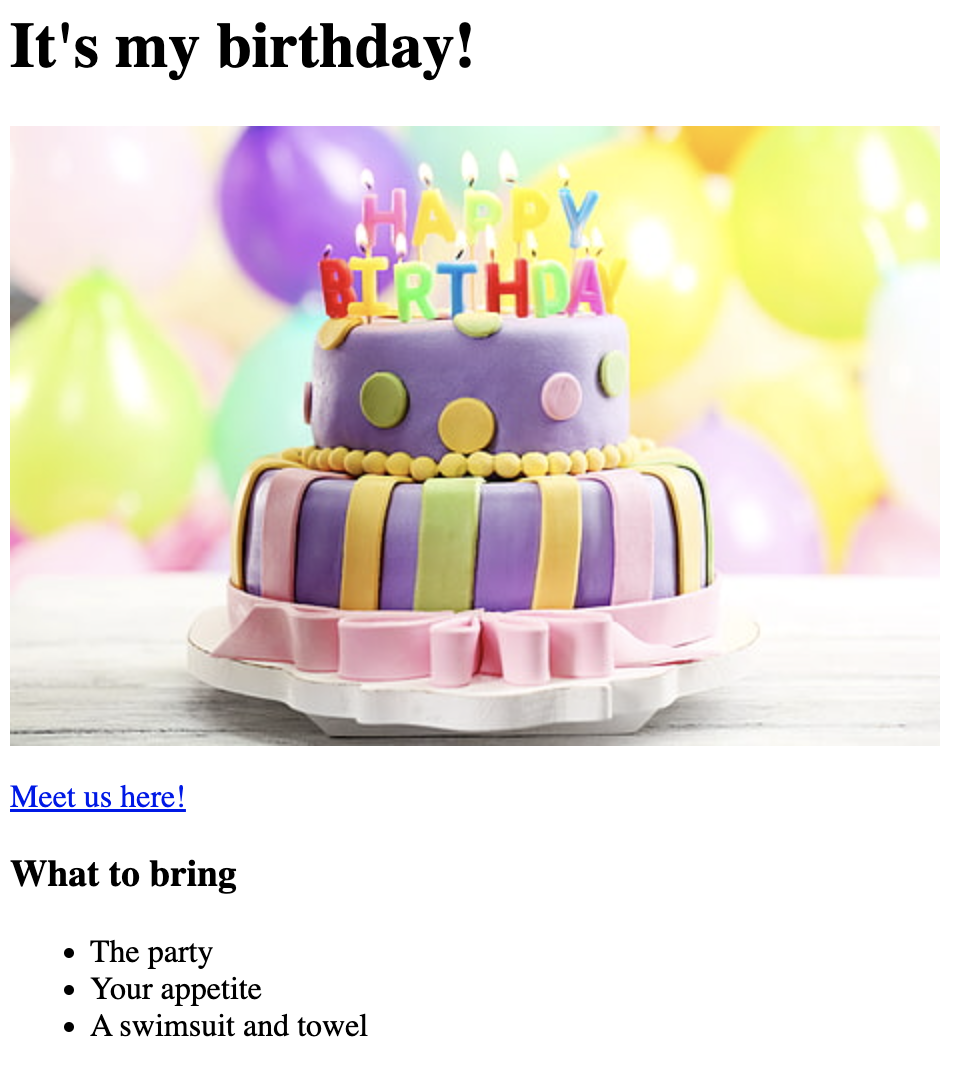 It's my birthday!
HAPPY
BIRTHDAY
Meet us here!
What to bring
The party
Your appetite
A swimsuit and towel